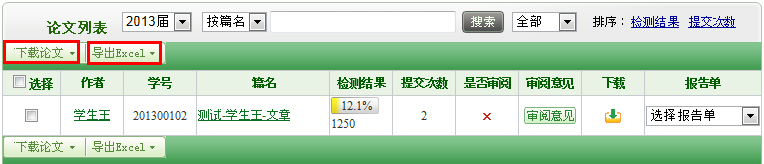 论文列表 2013届 按篇名 搜索 全部 排序： 检测结果 提交次数
下载论文 导出Excel
选择 作者 学号 篇名 检测结果 提交次数 是否审阅 审阅意见 下载 报告单
学生王 201300102 测试-学生王-文章 12.1% 2 × 审阅意见 选择报告单
1250
下载论文 导出Excel